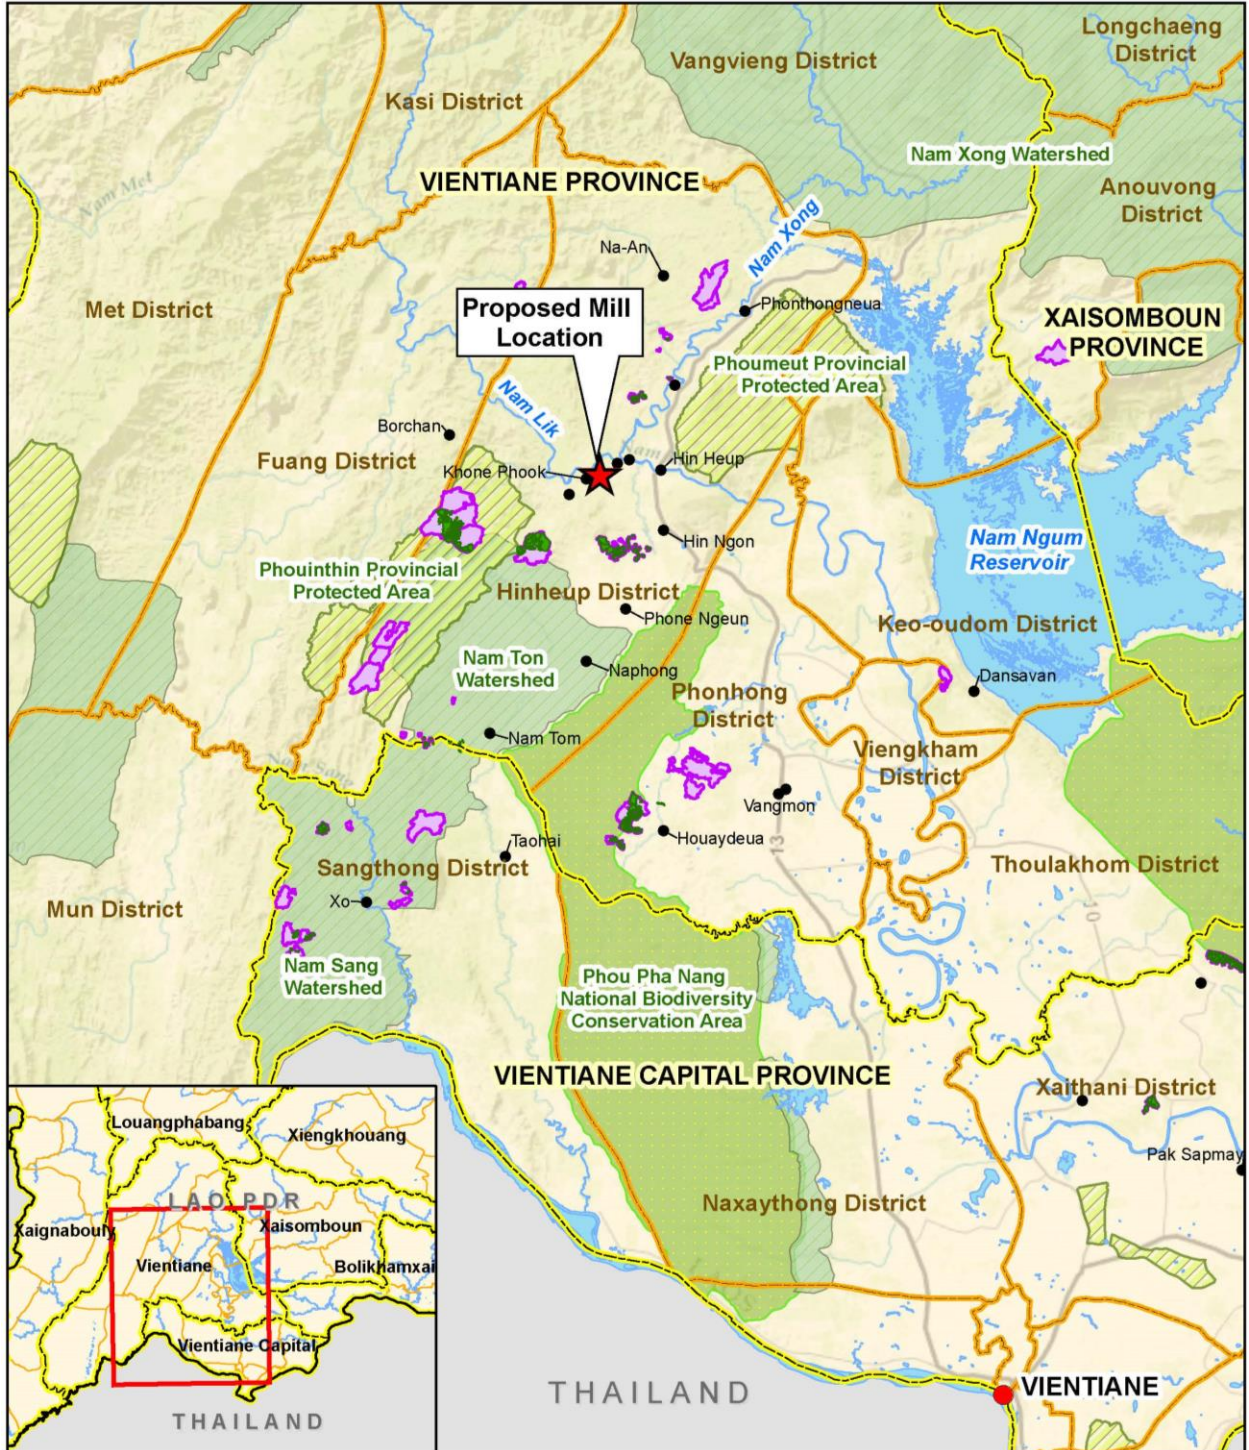 Longchaeng
District
Vangvieng District
Kasi District
Nam Xong Watershed
Nam Met
VIENTIANE PROVINCE
Anouvong
District
Nam Xong
Na-An
Met District
Proposed Mill
Location
Phonthongneua
XAISOMBOUN
PROVINCE
Phoumeut Provincial
Protected Area
Nam Lik
Borchan
Fuang District
Khone Phook
Hin Heup
Hin Ngon
Nam Ngum
Reservoir
Phouinthin Provincial
Protected Area
Hinheup District
Phone Ngeun
Keo-oudom District
Nam Ton
Watershed
Naphong
Dansavan
Phonhong
District
Nam Tom
Viengkham
District
Vangmon
Houaydeua
13
Taohai
Sangthong District
Thoulakhom District
Xo
Mun District
10
Nam Sang
Watershed
Phou Pha Nang
National Biodiversity
Conservation Area
VIENTIANE CAPITAL PROVINCE
Xaithani District
Pak Sapmay
Naxaythong District
THAILAND
VIENTIANE
Louangphabang
Xiengkhouang
LAO PDR
Xaignabouly
Xaisomboun
Vientiane
Bolikhamxai
Vientiane Capital
THAILAND